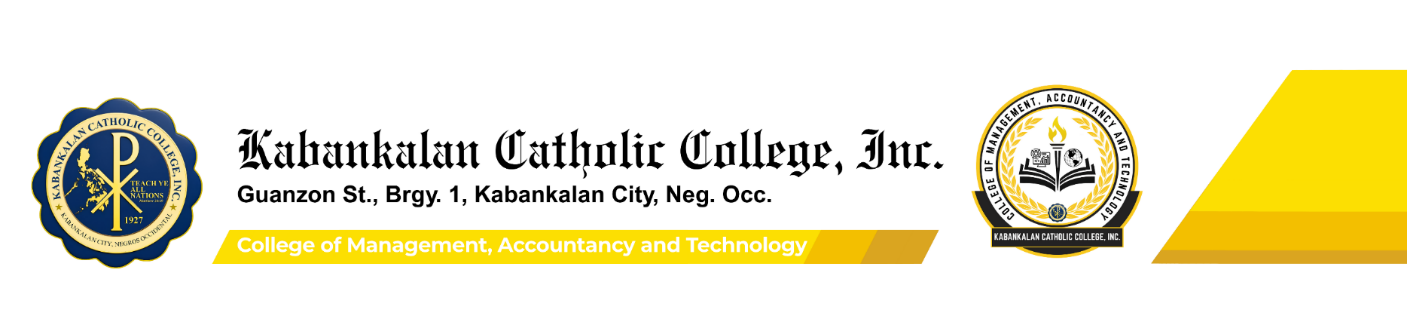 KABANKALAN CATHOLIC COLLEGE, INC.
TEACH YE
ALL
NATIONS
1927
KABANKALAN CITY, NEGROS OCCIDENTAL
Kabankalan Catholic College, Inc.
Guanzon St., Brgy. 1, Kabankalan City, Neg. Occ.
College of Management, Accountancy and Technology
COLLEGE OF MANAGEMENT, ACCOUNTANCY AND TECHNOLOGY
KABANKALAN CATHOLIC COLLEGE, INC.